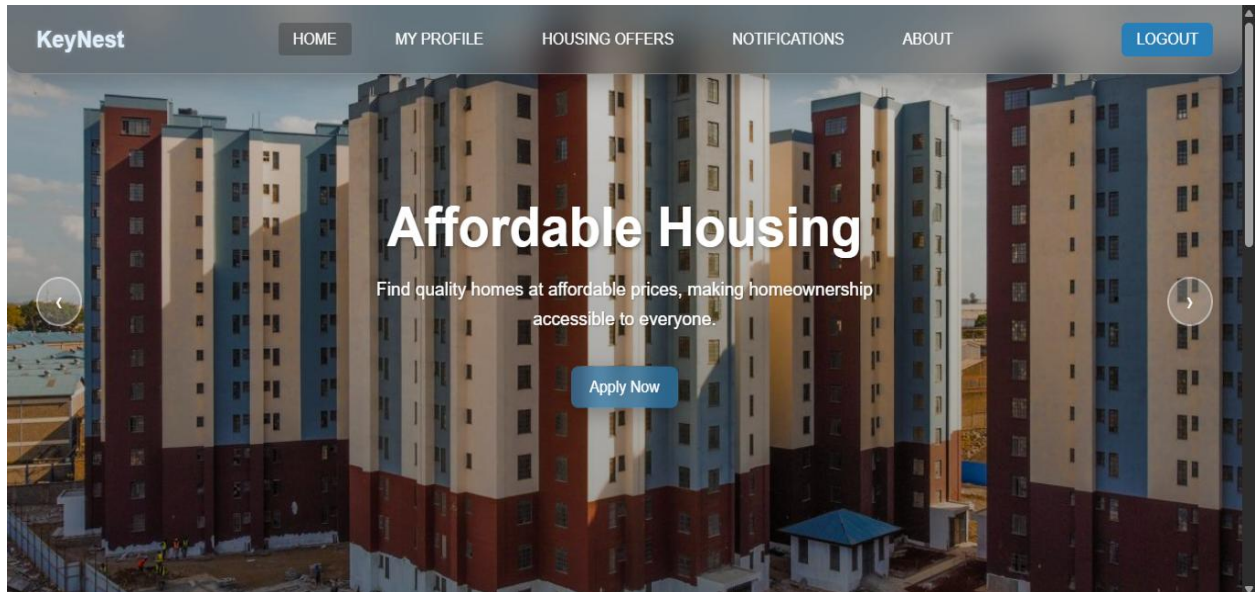 KeyNest
HOME
MY PROFILE
HOUSING OFFERS
NOTIFICATIONS
ABOUT
LOGOUT
Affordable Housing
Find quality homes at affordable prices, making homeownership
accessible to everyone.
Apply Now